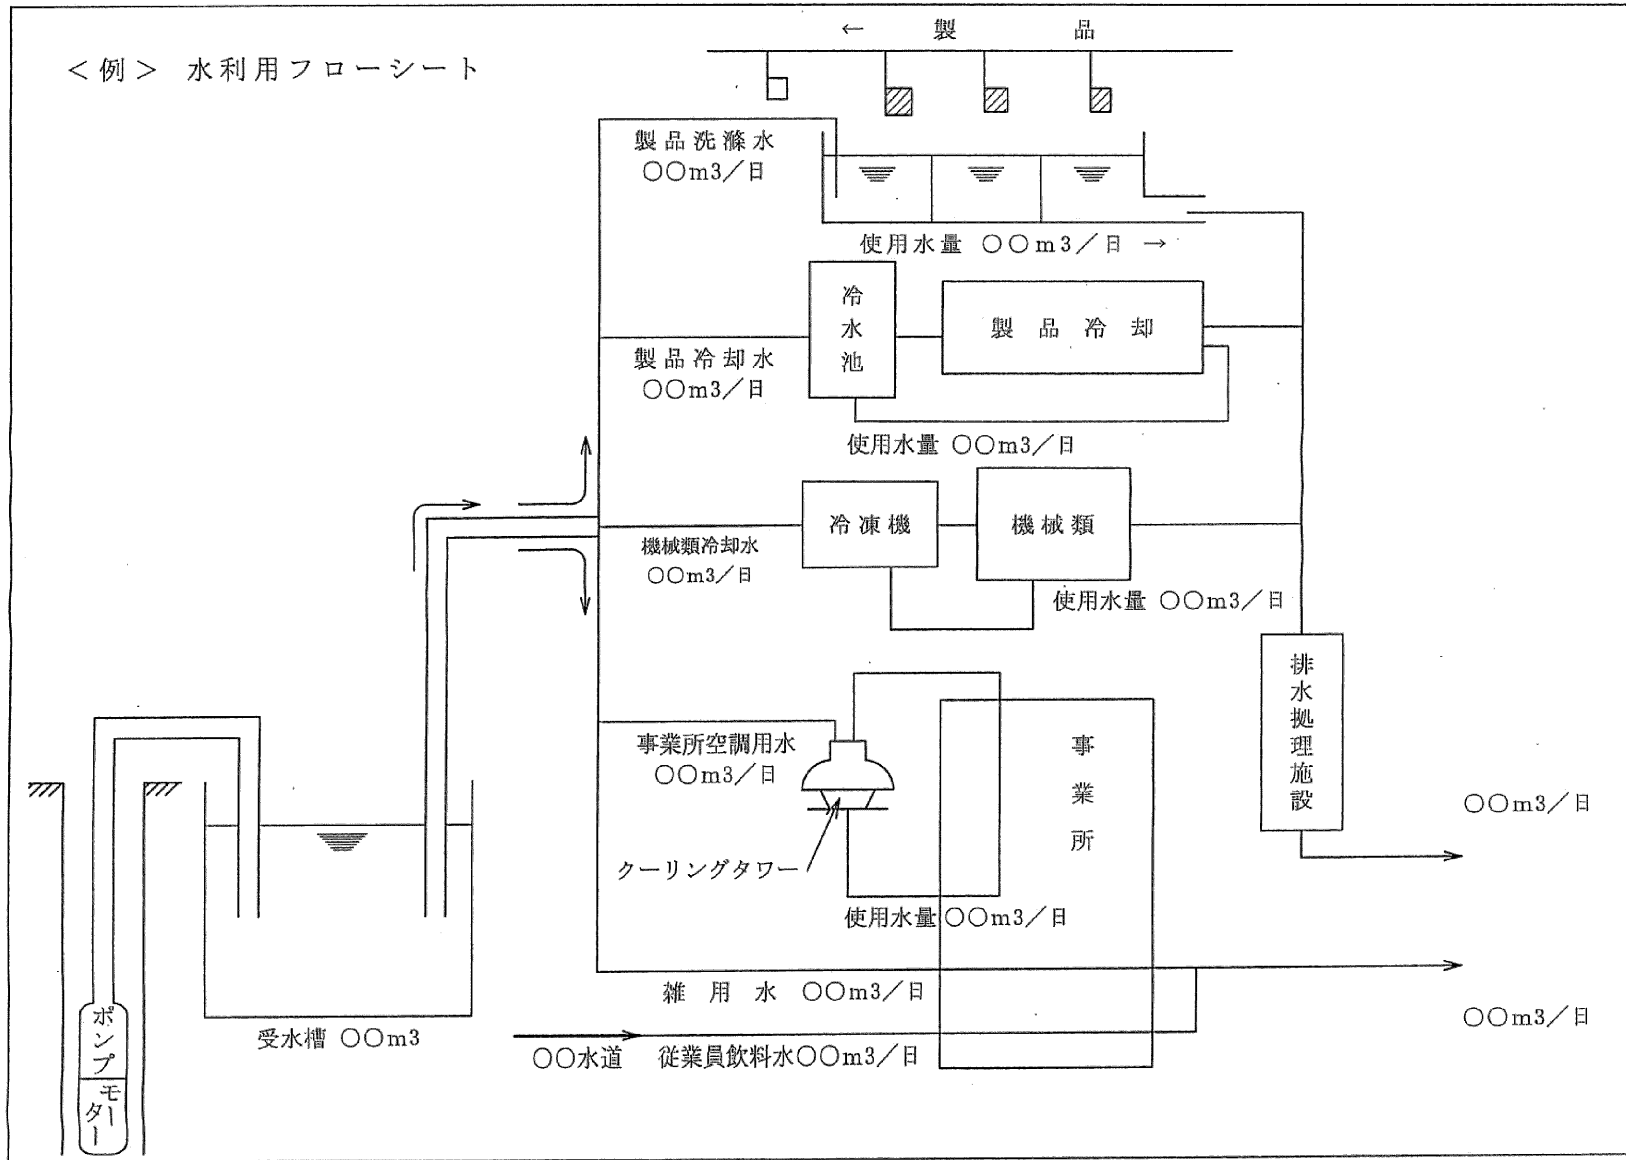 ← 製 品
＜例＞ 水利用フローシート
製品洗滌水
〇〇m3／日
使用水量 〇〇m3／日 →
冷水池
製品冷却
製品冷却水
〇〇m3／日
使用水量 〇〇m3／日
冷凍機
機械類
機械類冷却水
〇〇m3／日
使用水量 〇〇m3／日
排水拠理施設
事業所空調用水
〇〇m3／日
事業所
クーリングタワー
使用水量 〇〇m3／日
〇〇m3／日
雑用水 〇〇m3／日
〇〇m3／日
受水槽 〇〇m3
〇〇水道 従業員飲料水〇〇m3／日
ポンプ
モーター